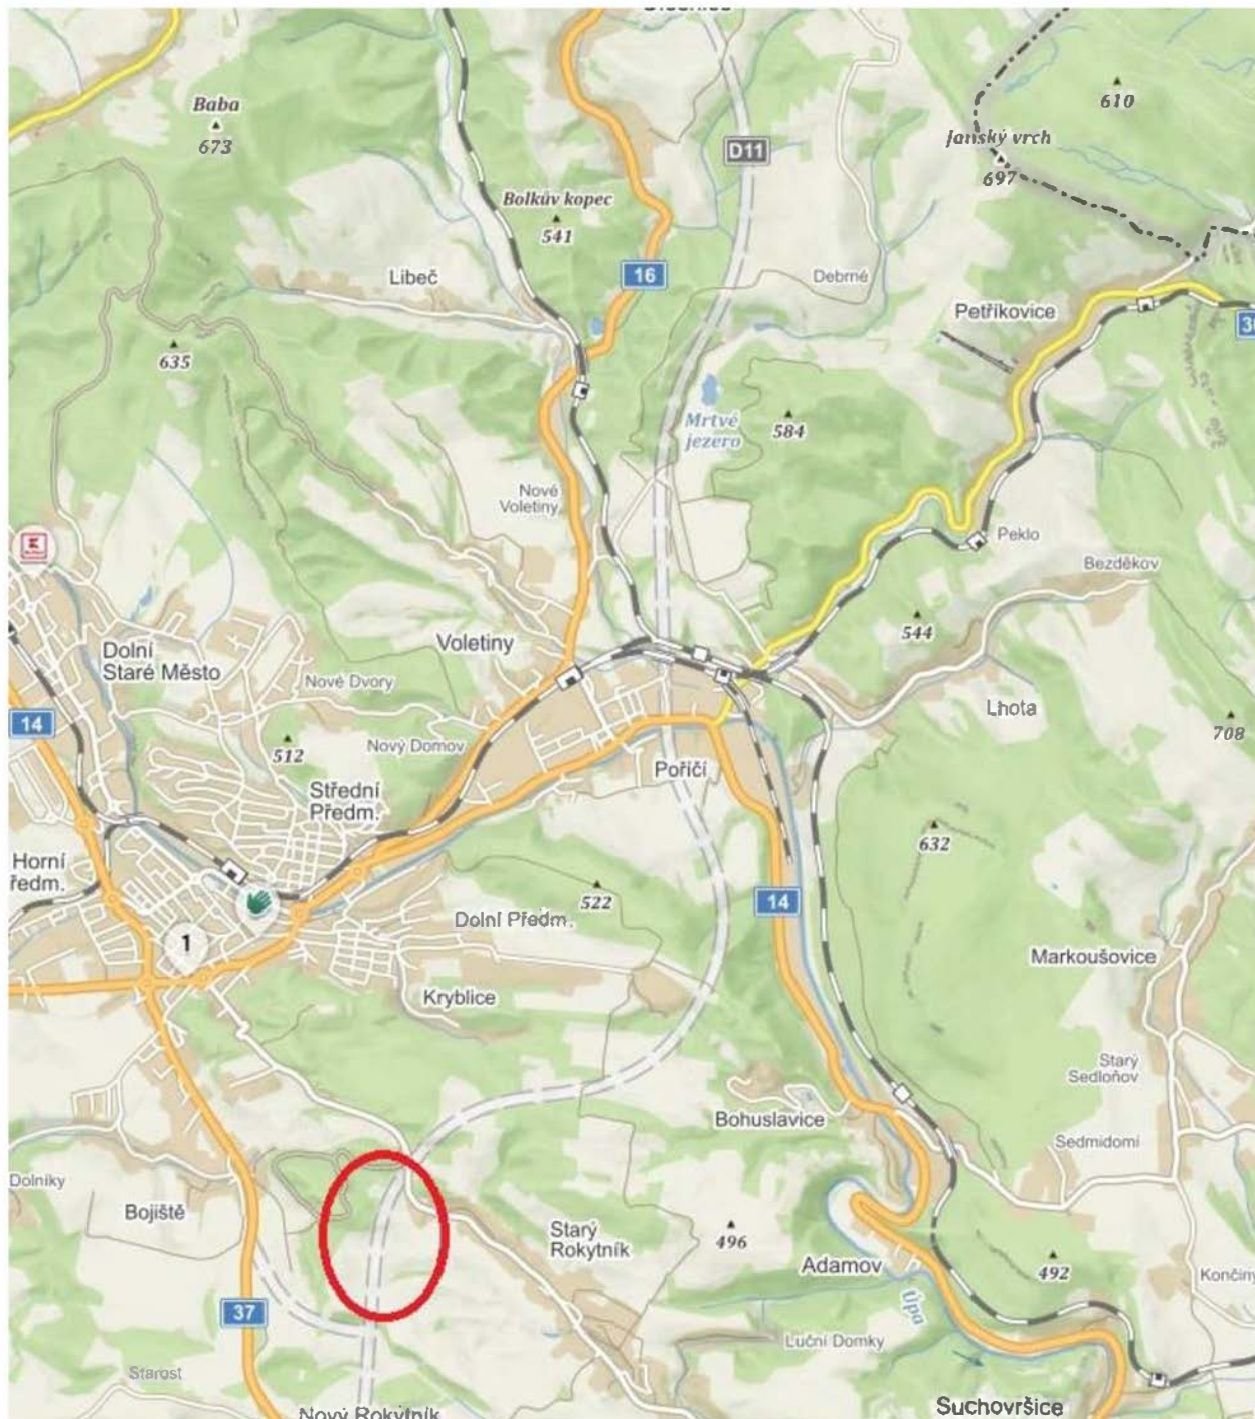 Baba
673
D11
610
Janský vrch
697
Bolkův kopec
541
Libeč
16
Debrné
Petříkovice
635
Mrtvé
jezero
584
Nové
Voletiny
Peklo
Bezděkov
544
Dolní
Staré Město
Voletiny
Nové Dvory
Lhota
14
512
Nový Domov
708
Střední
Předm.
Poříčí
632
Horní
ředm.
522
14
Dolní Předm.
1
Markoušovice
Kryblice
Starý
Sedloňov
Bohuslavice
Sedmidomí
Dolníky
Bojiště
Starý
Rokytník
496
Adamov
492
Končiny
37
Úpa
Luční Domky
Starost
Nový Rokytník
Suchovršice